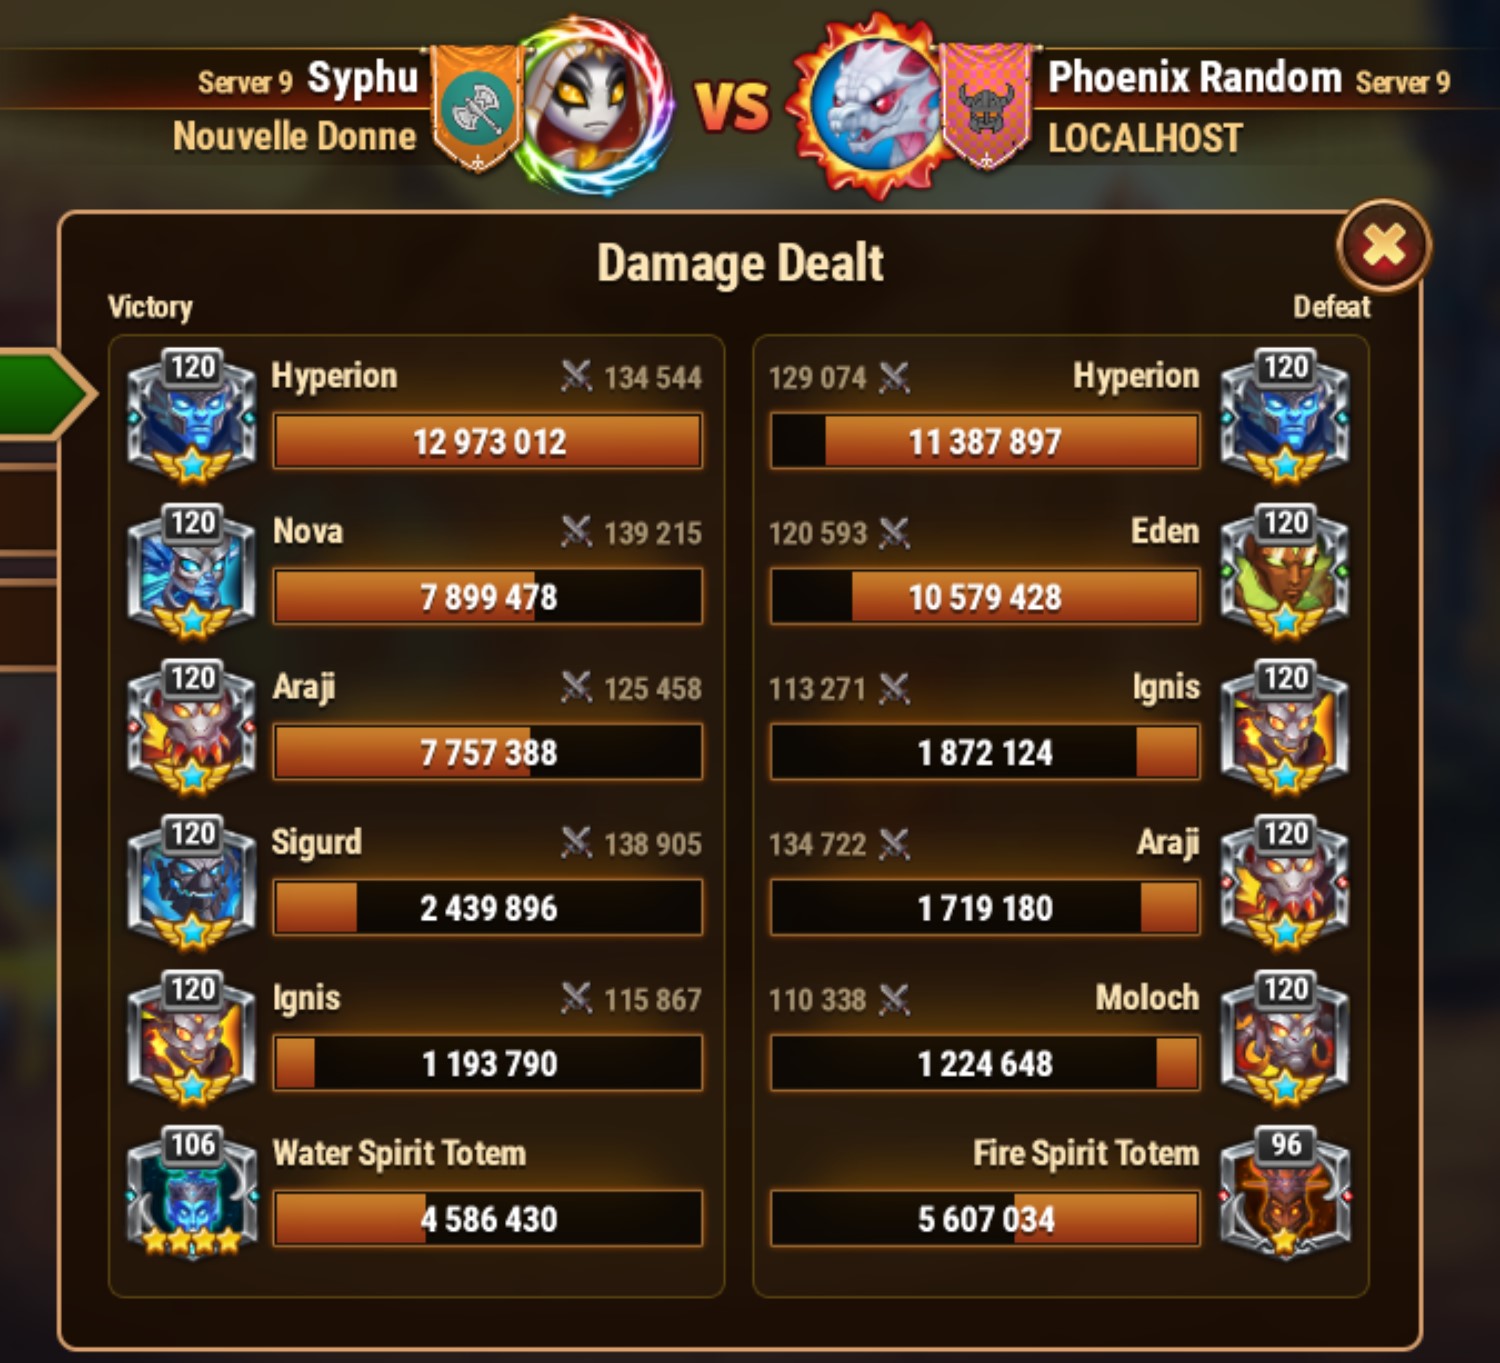 Server 9 Syphu
Nouvelle Donne
VS
Phoenix Random Server 9
LOCALHOST
Damage Dealt
Victory
Defeat
120
Hyperion 134 544
12 973 012
120
Nova 139 215
7 899 478
120
Araji 125 458
7 757 388
120
Sigurd 138 905
2 439 896
120
Ignis 115 867
1 193 790
106
Water Spirit Totem
4 586 430
129 074 Hyperion
120
11 387 897
120 593 Eden
120
10 579 428
113 271 Ignis
120
1 872 124
134 722 Araji
120
1 719 180
110 338 Moloch
120
1 224 648
Fire Spirit Totem
96
5 607 034